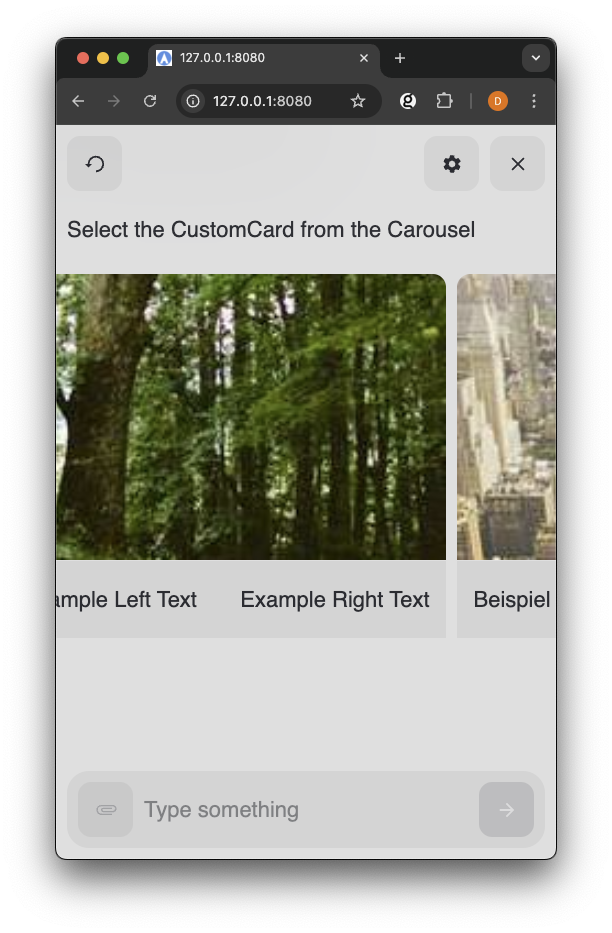 127.0.0.1:8080
127.0.0.1:8080
D
Select the CustomCard from the Carousel
ample Left Text Example Right Text Beispiel
Type something